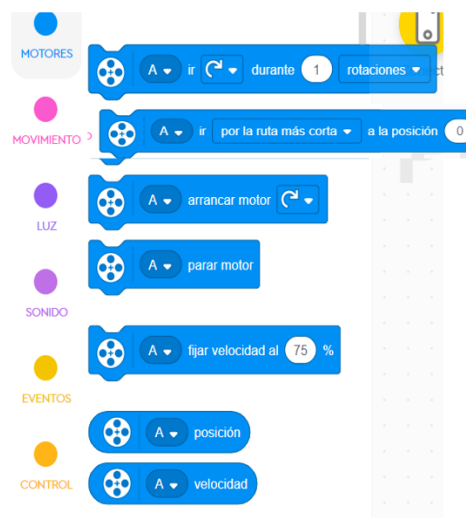 MOTORES
A ir durante 1 rotaciones
ect
MOVIMIENTO
A ir por la ruta más corta a la posición 0
A arrancar motor
LUZ
A parar motor
SONIDO
A fijar velocidad al 75 %
EVENTOS
A posición
CONTROL
A velocidad